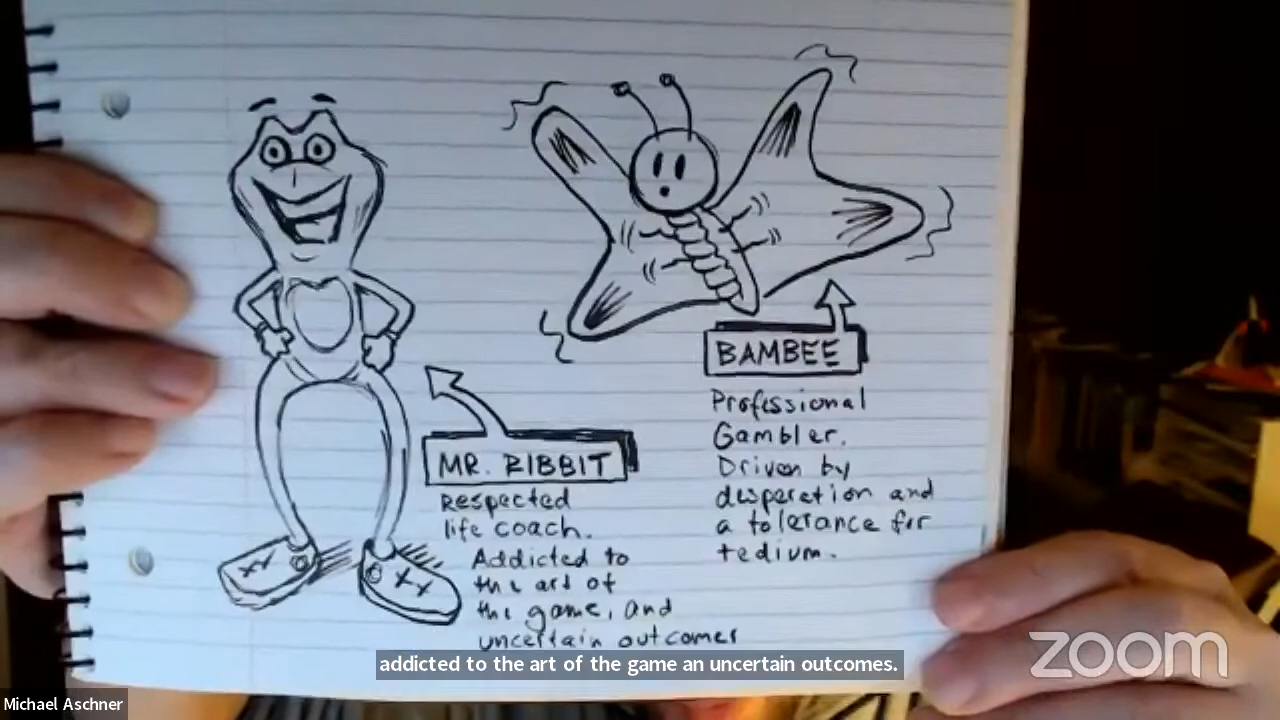 BAMBEE
Professional
Gambler.
Driven by
desperation and
a tolerance for
tedium.
MR. RIBBIT
Respected
life coach.
Addicted to
the art of
the game, and
uncertain outcomes
addicted to the art of the game an uncertain outcomes.
zoom
Michael Aschner